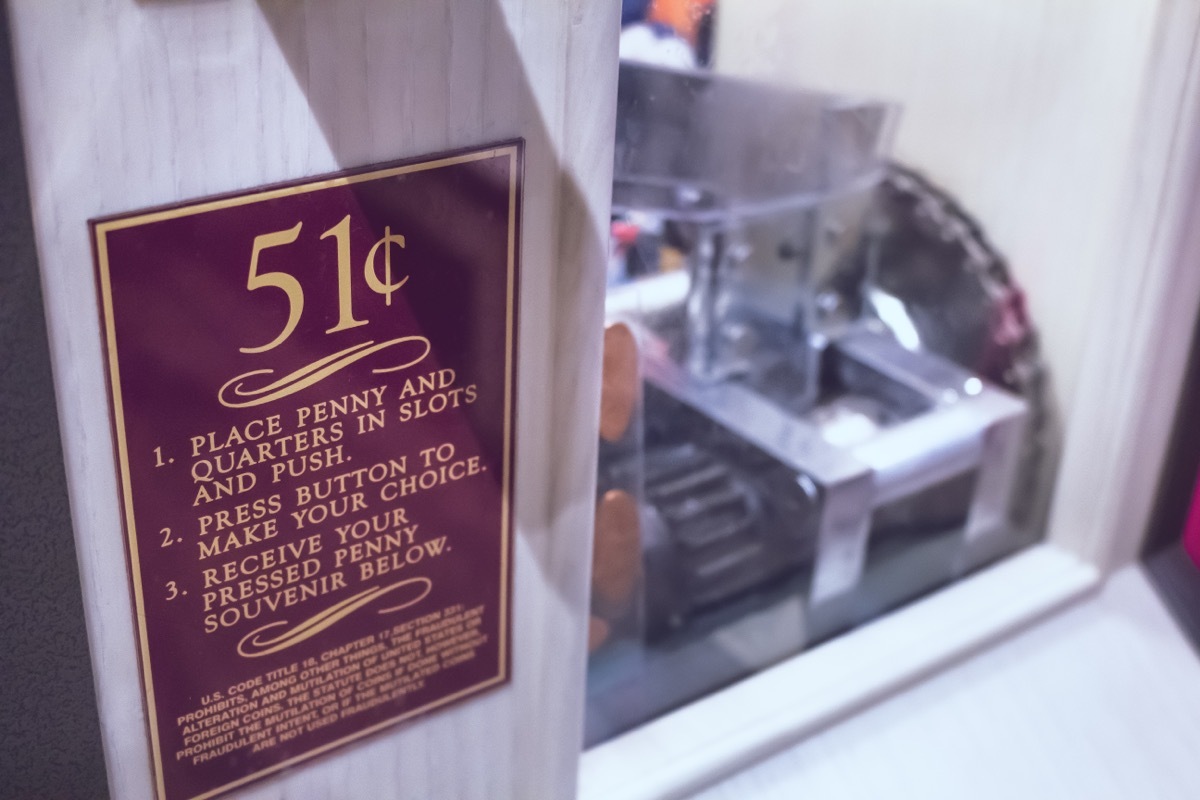 51¢
1. PLACE PENNY AND
QUARTERS IN SLOTS
AND PUSH.
2. PRESS BUTTON TO
MAKE YOUR CHOICE.
3. RECEIVE YOUR
PRESSED PENNY
SOUVENIR BELOW.
U.S. CODE TITLE 18, CHAPTER 17, SECTION 331:
PROHIBITS, AMONG OTHER THINGS, THE FRAUDULENT
ALTERATION AND MUTILATION OF UNITED STATES OR
FOREIGN COINS. THE STATUTE DOES NOT, HOWEVER,
PROHIBIT THE MUTILATION OF COINS IF DONE WITHOUT
FRAUDULENT INTENT, OR IF THE MUTILATED COINS
ARE NOT USED FRAUDULENTLY